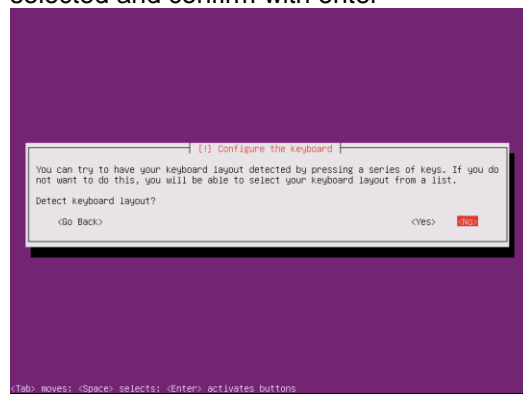 selected and confirm with enter
[!] Configure the keyboard
You can try to have your keyboard layout detected by pressing a series of keys. If you do
not want to do this, you will be able to select your keyboard layout from a list.
Detect keyboard layout?
<Go Back> <Yes> <No>
<Tab> moves; <Space> selects; <Enter> activates buttons